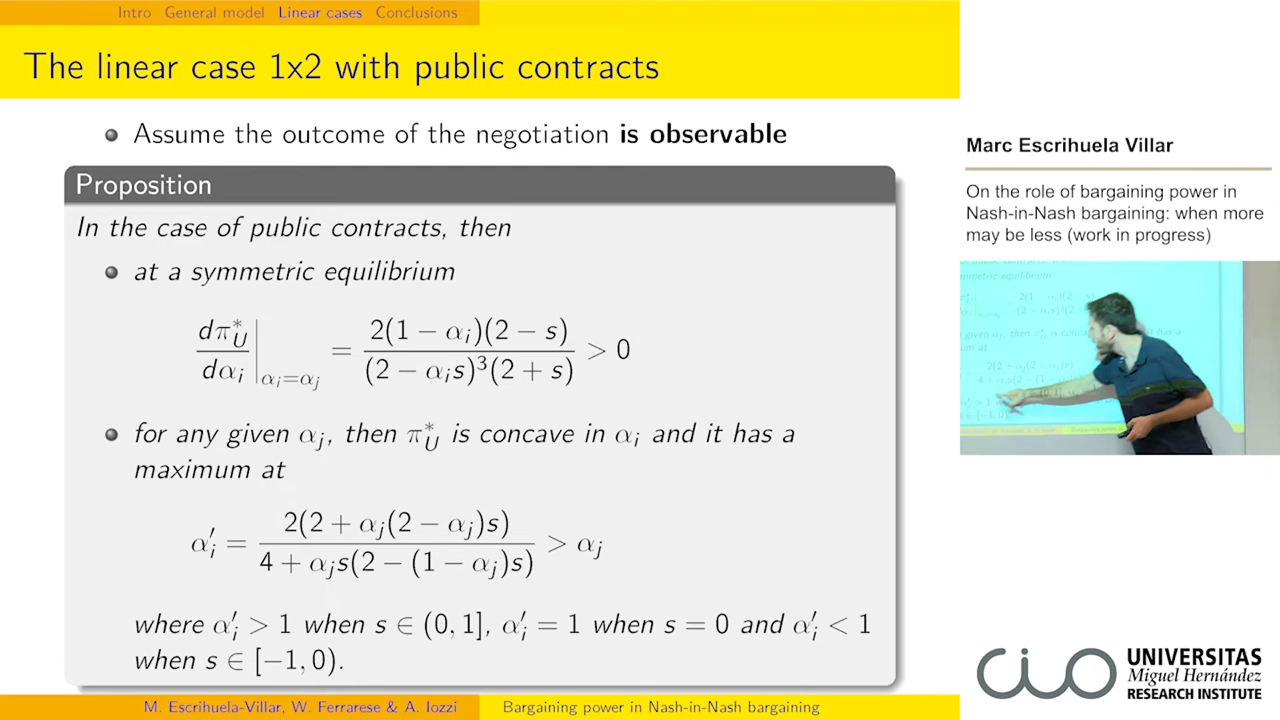 Intro General model Linear cases Conclusions
The linear case 1x2 with public contracts
Assume the outcome of the negotiation is observable
Proposition
In the case of public contracts, then
at a symmetric equilibrium
dπ*_U / dα_i |_{α_i=α_j} = 2(1 − α_i)(2 − s) / (2 − α_i s)³(2 + s) > 0
for any given α_j, then π*_U is concave in α_i and it has a
maximum at
α′_i = 2(2 + α_j(2 − α_j)s) / 4 + α_j s(2 − (1 − α_j)s) > α_j
where α′_i > 1 when s ∈ (0, 1], α′_i = 1 when s = 0 and α′_i < 1
when s ∈ [−1, 0).
M. Escrihuela-Villar, W. Ferrarese & A. Iozzi Bargaining power in Nash-in-Nash bargaining
Marc Escrihuela Villar
On the role of bargaining power in
Nash-in-Nash bargaining: when more
may be less (work in progress)
cio
UNIVERSITAS
Miguel Hernández
RESEARCH INSTITUTE